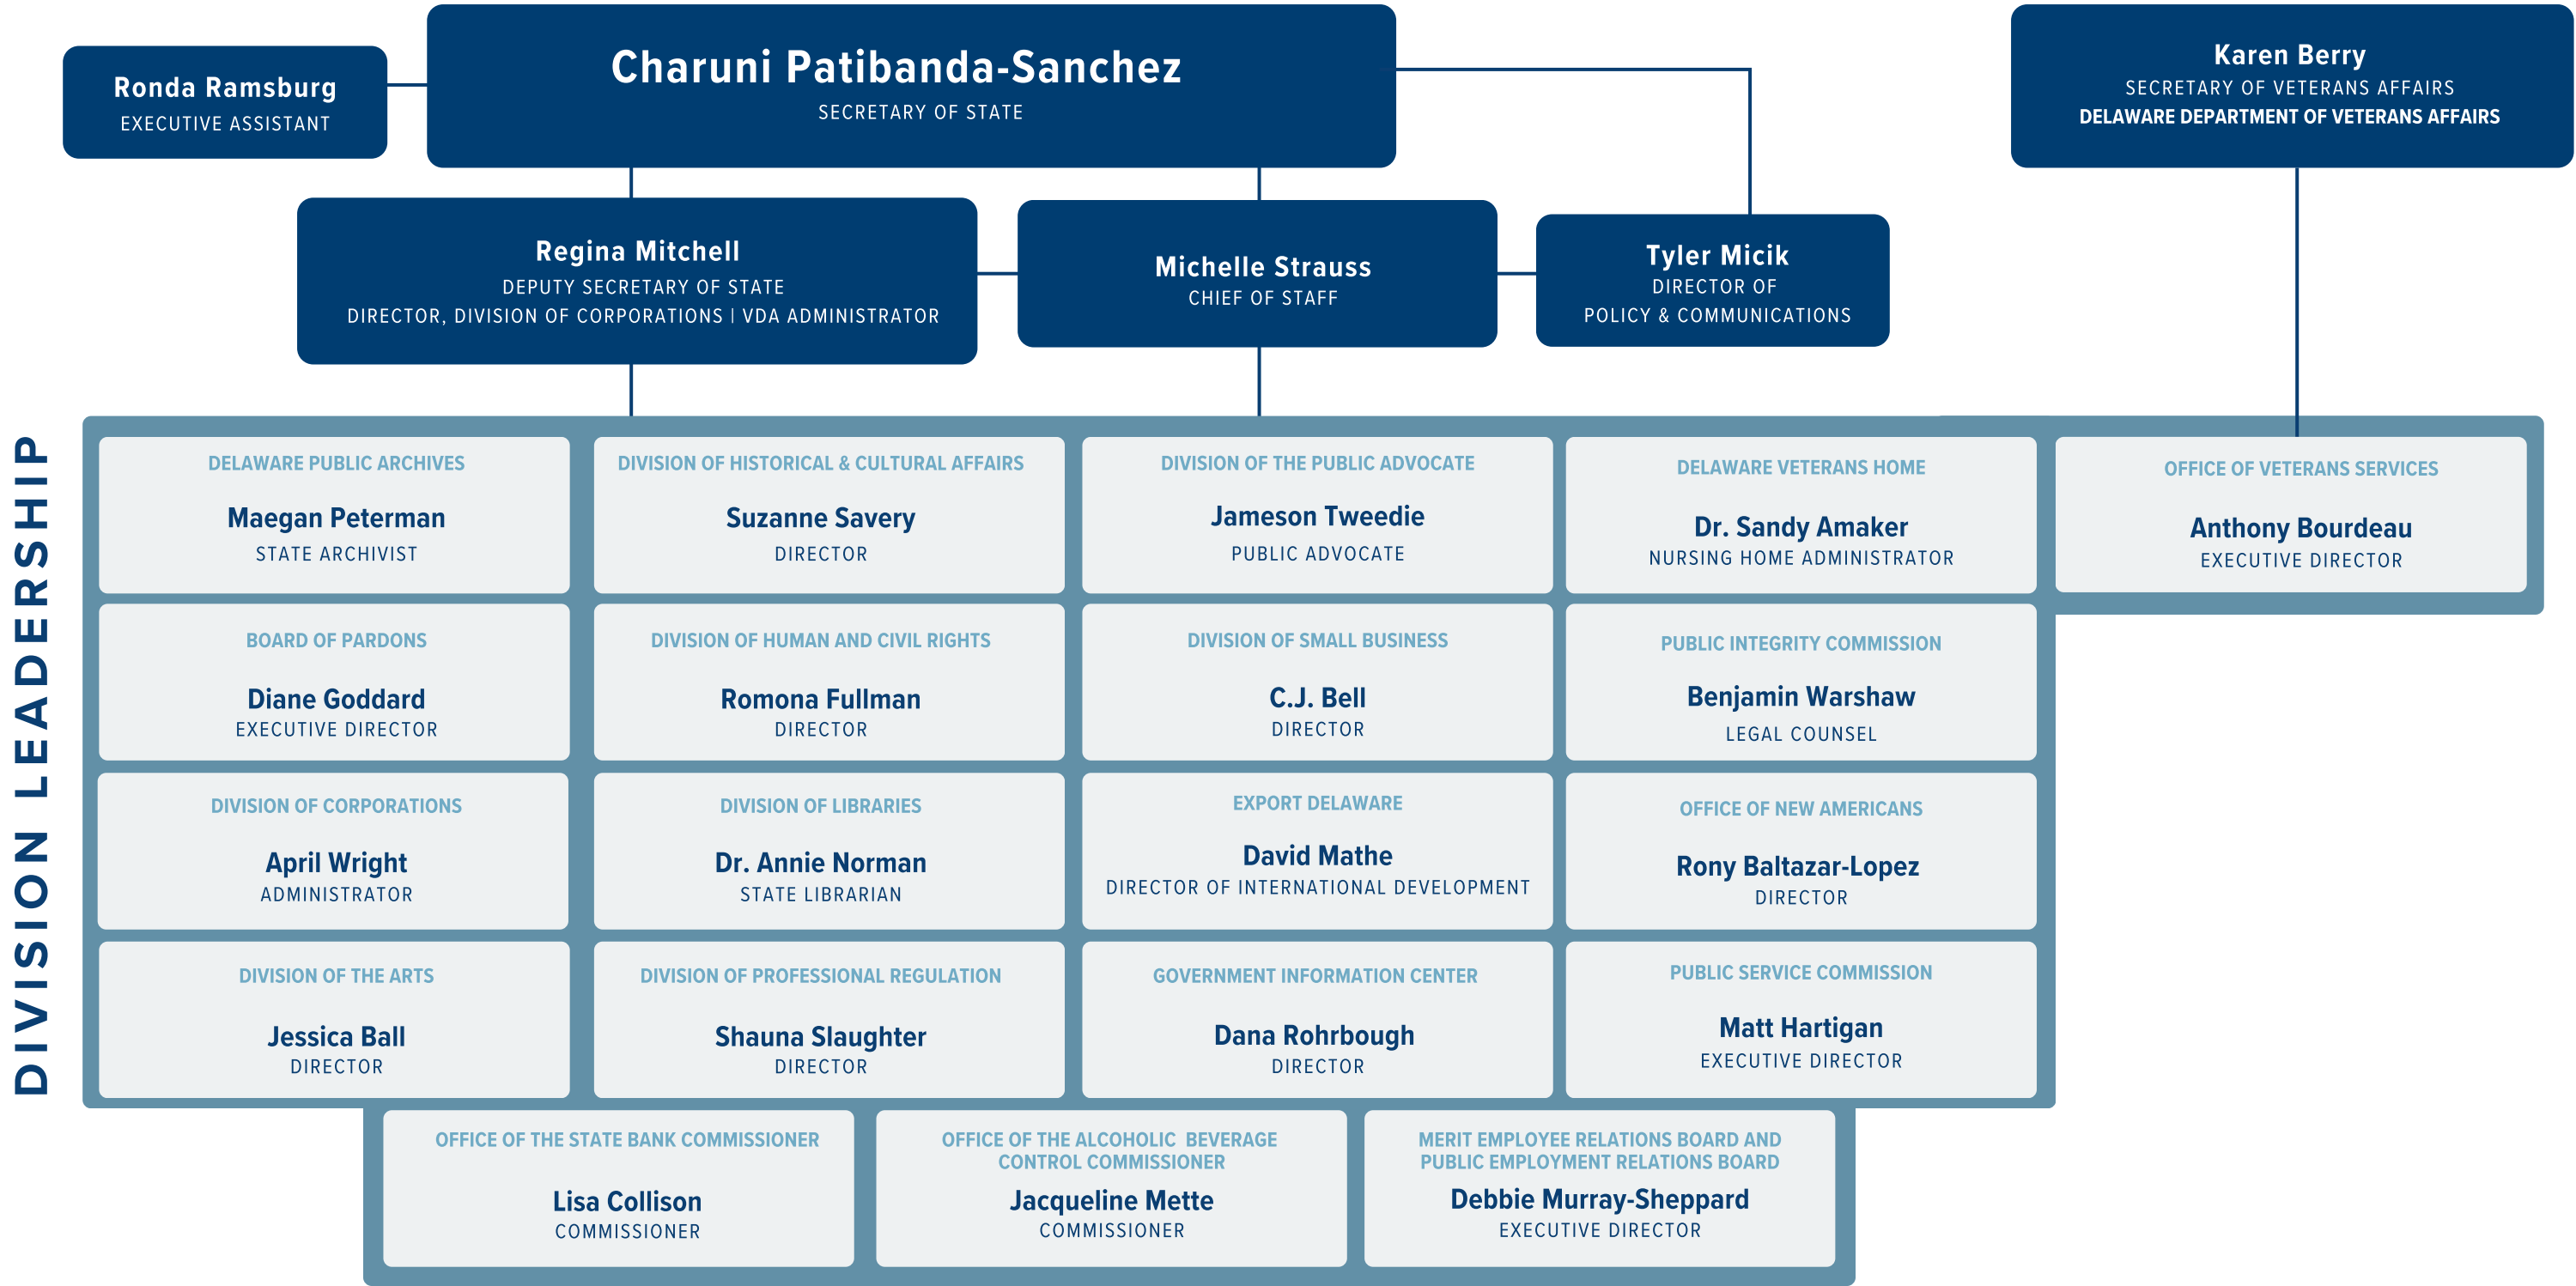 Charuni Patibanda-Sanchez
SECRETARY OF STATE
Ronda Ramsburg
EXECUTIVE ASSISTANT
Karen Berry
SECRETARY OF VETERANS AFFAIRS
DELAWARE DEPARTMENT OF VETERANS AFFAIRS
Regina Mitchell
DEPUTY SECRETARY OF STATE
DIRECTOR, DIVISION OF CORPORATIONS | VDA ADMINISTRATOR
Michelle Strauss
CHIEF OF STAFF
Tyler Micik
DIRECTOR OF
POLICY & COMMUNICATIONS
DIVISION LEADERSHIP
DELAWARE PUBLIC ARCHIVES
Maegan Peterman
STATE ARCHIVIST
DIVISION OF HISTORICAL & CULTURAL AFFAIRS
Suzanne Savery
DIRECTOR
DIVISION OF THE PUBLIC ADVOCATE
Jameson Tweedie
PUBLIC ADVOCATE
DELAWARE VETERANS HOME
Dr. Sandy Amaker
NURSING HOME ADMINISTRATOR
OFFICE OF VETERANS SERVICES
Anthony Bourdeau
EXECUTIVE DIRECTOR
BOARD OF PARDONS
Diane Goddard
EXECUTIVE DIRECTOR
DIVISION OF HUMAN AND CIVIL RIGHTS
Romona Fullman
DIRECTOR
DIVISION OF SMALL BUSINESS
C.J. Bell
DIRECTOR
PUBLIC INTEGRITY COMMISSION
Benjamin Warshaw
LEGAL COUNSEL
DIVISION OF CORPORATIONS
April Wright
ADMINISTRATOR
DIVISION OF LIBRARIES
Dr. Annie Norman
STATE LIBRARIAN
EXPORT DELAWARE
David Mathe
DIRECTOR OF INTERNATIONAL DEVELOPMENT
OFFICE OF NEW AMERICANS
Rony Baltazar-Lopez
DIRECTOR
DIVISION OF THE ARTS
Jessica Ball
DIRECTOR
DIVISION OF PROFESSIONAL REGULATION
Shauna Slaughter
DIRECTOR
GOVERNMENT INFORMATION CENTER
Dana Rohrbough
DIRECTOR
PUBLIC SERVICE COMMISSION
Matt Hartigan
EXECUTIVE DIRECTOR
OFFICE OF THE STATE BANK COMMISSIONER
Lisa Collison
COMMISSIONER
OFFICE OF THE ALCOHOLIC BEVERAGE
CONTROL COMMISSIONER
Jacqueline Mette
COMMISSIONER
MERIT EMPLOYEE RELATIONS BOARD AND
PUBLIC EMPLOYMENT RELATIONS BOARD
Debbie Murray-Sheppard
EXECUTIVE DIRECTOR